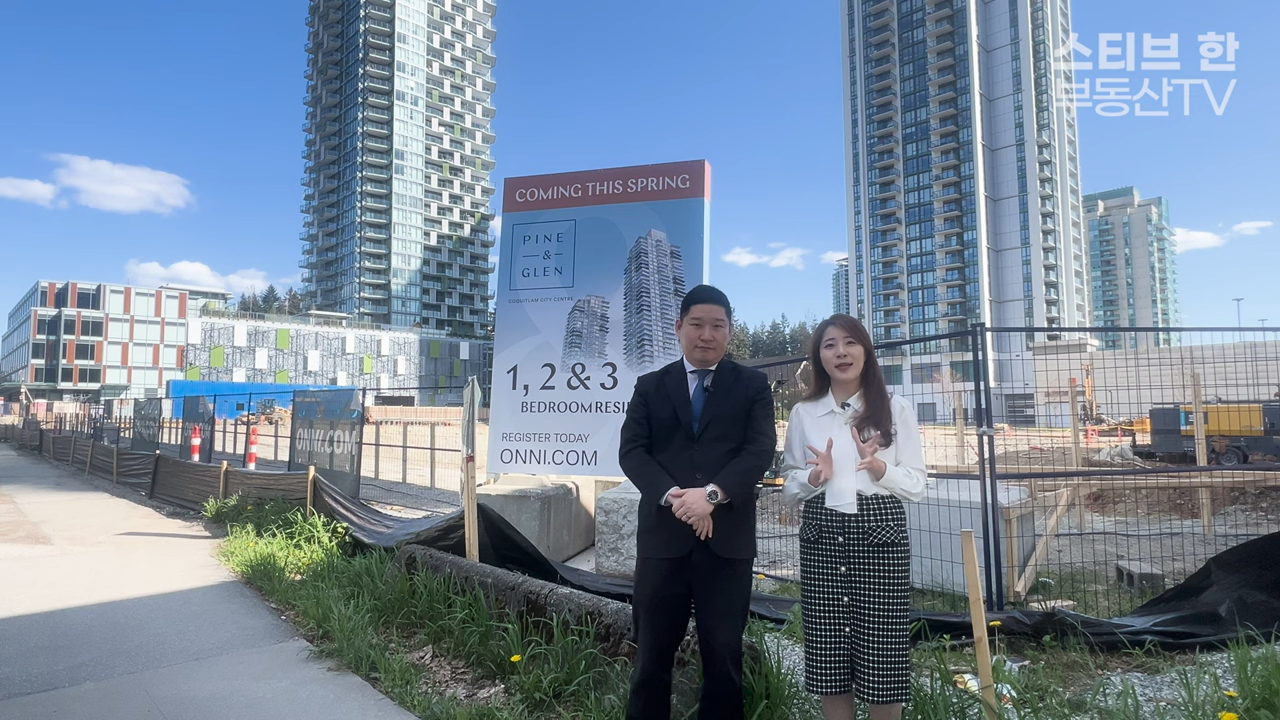 스티브 한
부동산TV
COMING THIS SPRING
PINE
&
GLEN
COQUITLAM CITY CENTRE
1, 2 & 3
BEDROOM RESI
REGISTER TODAY
ONNI.COM
ONNI.COM